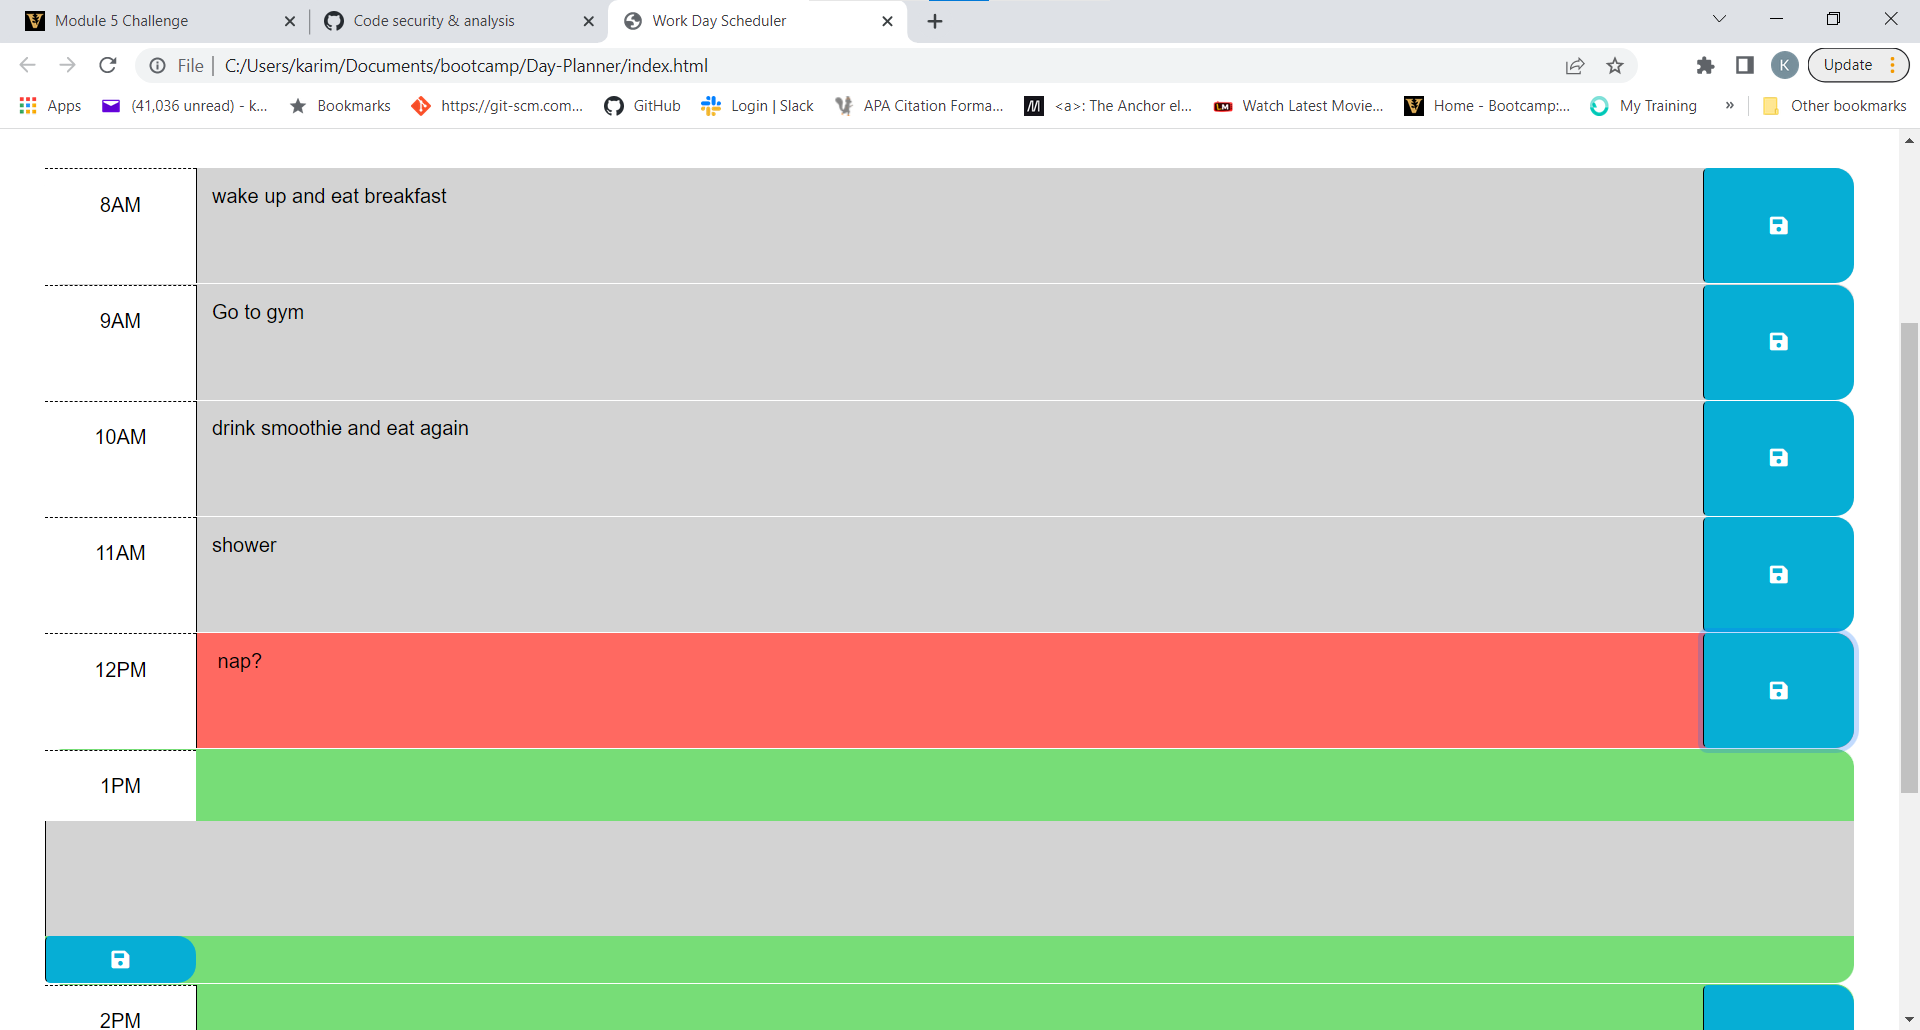 Module 5 Challenge
Code security & analysis
Work Day Scheduler
File
C:/Users/karim/Documents/bootcamp/Day-Planner/index.html
K
Update
Apps
(41,036 unread) - k...
Bookmarks
https://git-scm.com...
GitHub
Login | Slack
APA Citation Forma...
M
<a>: The Anchor el...
LM
Watch Latest Movie...
Home - Bootcamp:...
My Training
»
Other bookmarks
8AM
wake up and eat breakfast
9AM
Go to gym
10AM
drink smoothie and eat again
11AM
shower
12PM
nap?
1PM
2PM